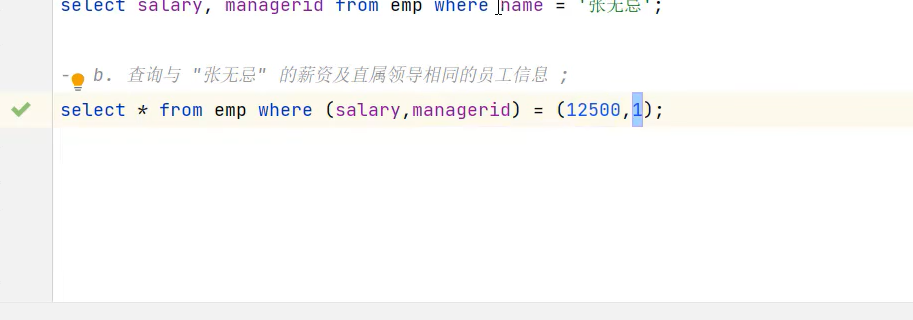 select salary, managerid from emp where name = '张无忌';
- b. 查询与 "张无忌" 的薪资及直属领导相同的员工信息 ;
select * from emp where (salary,managerid) = (12500,1);